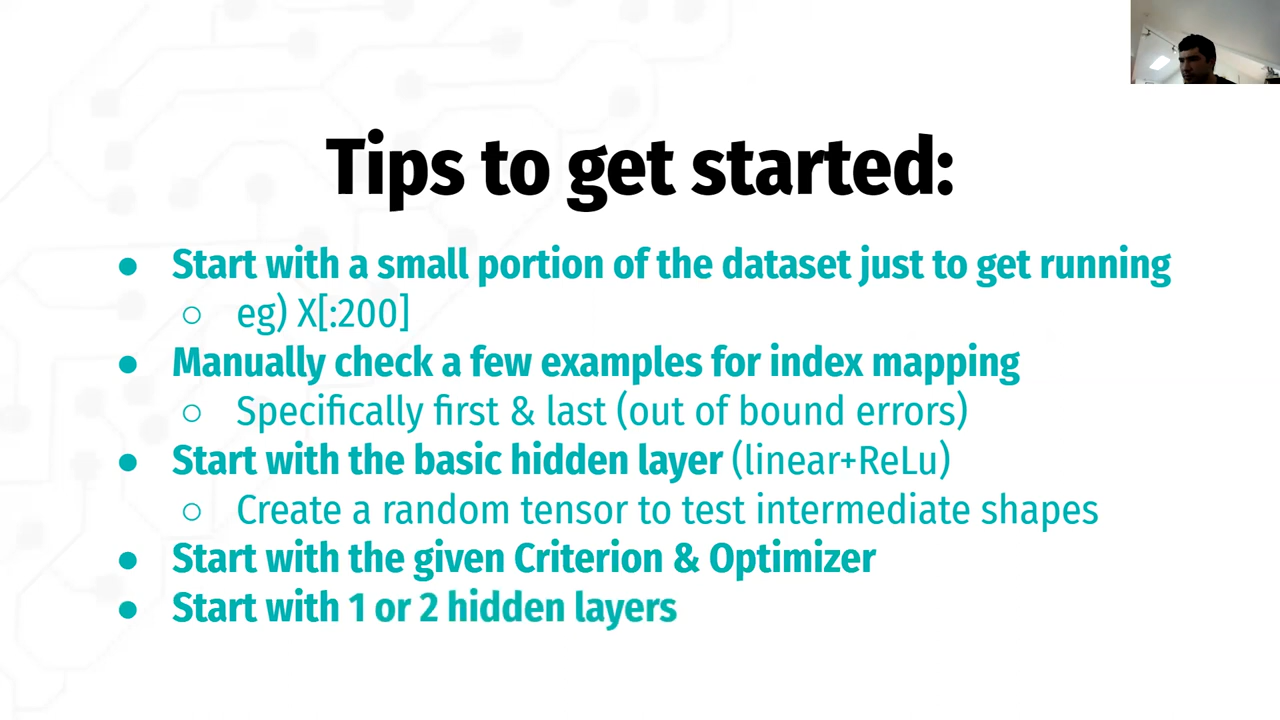 Tips to get started:
● Start with a small portion of the dataset just to get running
○ eg) X[:200]
● Manually check a few examples for index mapping
○ Specifically first & last (out of bound errors)
● Start with the basic hidden layer (linear+ReLu)
○ Create a random tensor to test intermediate shapes
● Start with the given Criterion & Optimizer
● Start with 1 or 2 hidden layers